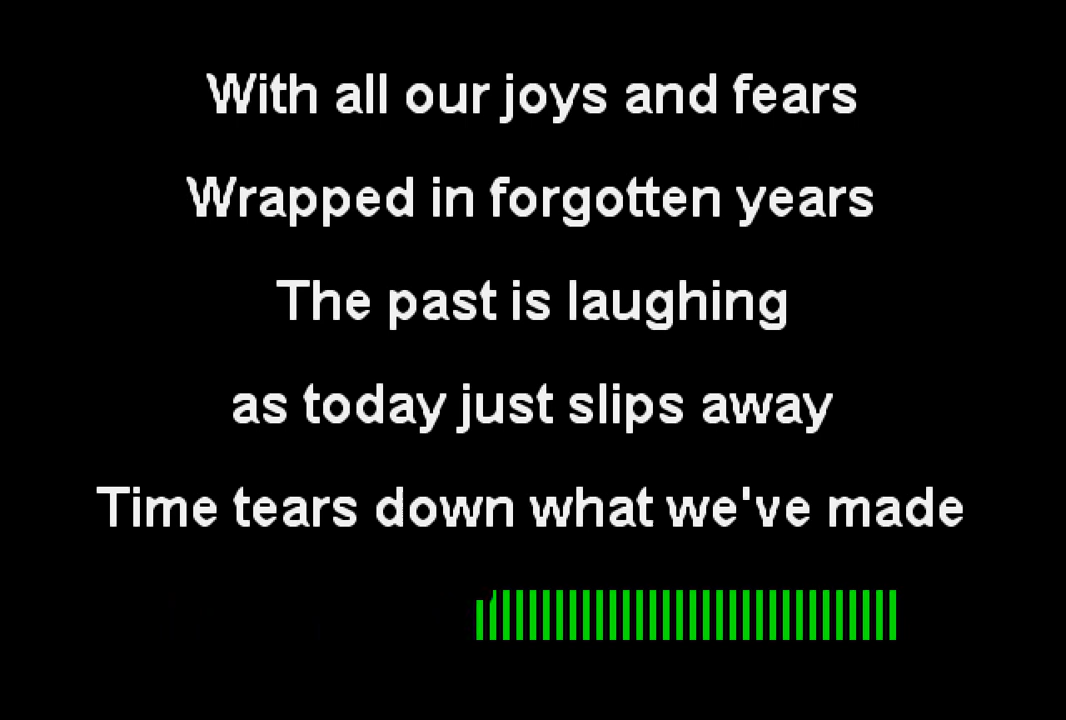 With all our joys and fears
Wrapped in forgotten years
The past is laughing
as today just slips away
Time tears down what we've made